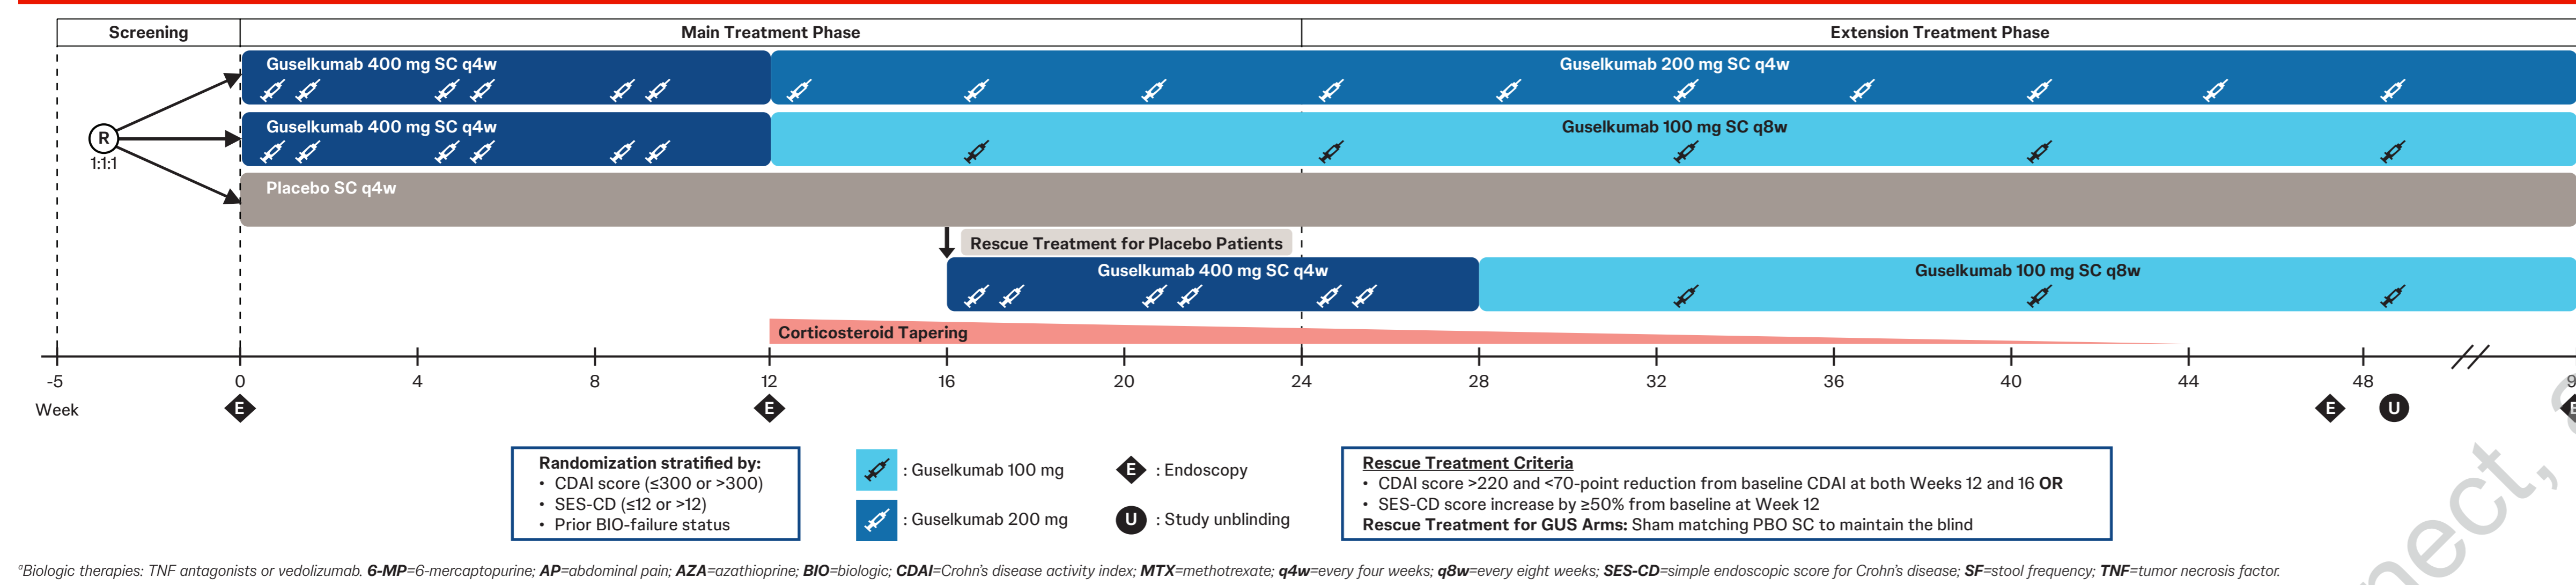 Screening
Main Treatment Phase
Extension Treatment Phase
Guselkumab 400 mg SC q4w
Guselkumab 200 mg SC q4w
Guselkumab 400 mg SC q4w
Guselkumab 100 mg SC q8w
R
1:1:1
Placebo SC q4w
Rescue Treatment for Placebo Patients
Guselkumab 400 mg SC q4w
Guselkumab 100 mg SC q8w
Corticosteroid Tapering
-5 0 4 8 12 16 20 24 28 32 36 40 44 48
Week
E E E U
Randomization stratified by:
• CDAI score (≤300 or >300)
• SES-CD (≤12 or >12)
• Prior BIO-failure status
: Guselkumab 100 mg
: Guselkumab 200 mg
E : Endoscopy
U : Study unblinding
Rescue Treatment Criteria
• CDAI score >220 and <70-point reduction from baseline CDAI at both Weeks 12 and 16 OR
• SES-CD score increase by ≥50% from baseline at Week 12
Rescue Treatment for GUS Arms: Sham matching PBO SC to maintain the blind
aBiologic therapies: TNF antagonists or vedolizumab. 6-MP=6-mercaptopurine; AP=abdominal pain; AZA=azathioprine; BIO=biologic; CDAI=Crohn's disease activity index; MTX=methotrexate; q4w=every four weeks; q8w=every eight weeks; SES-CD=simple endoscopic score for Crohn's disease; SF=stool frequency; TNF=tumor necrosis factor.